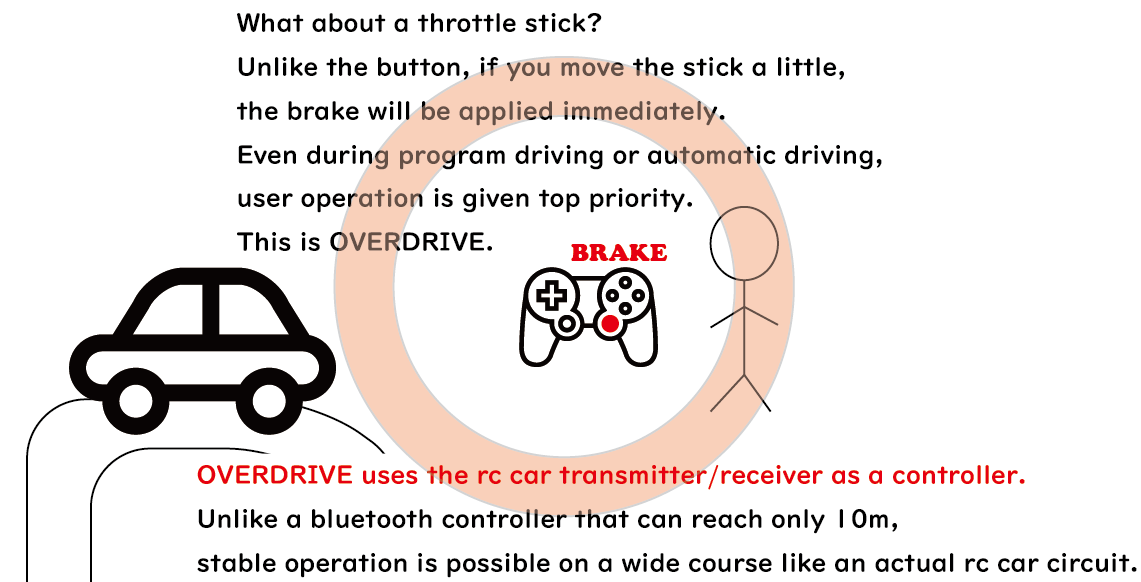 What about a throttle stick?
Unlike the button, if you move the stick a little,
the brake will be applied immediately.
Even during program driving or automatic driving,
user operation is given top priority.
This is OVERDRIVE.
BRAKE
OVERDRIVE uses the rc car transmitter/receiver as a controller.
Unlike a bluetooth controller that can reach only 10m,
stable operation is possible on a wide course like an actual rc car circuit.